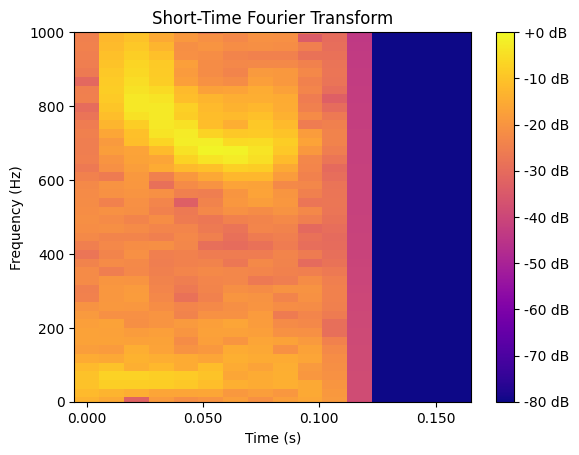 Short-Time Fourier Transform
Frequency (Hz)
1000
800
600
400
200
0
0.000
0.050
0.100
0.150
Time (s)
+0 dB
-10 dB
-20 dB
-30 dB
-40 dB
-50 dB
-60 dB
-70 dB
-80 dB